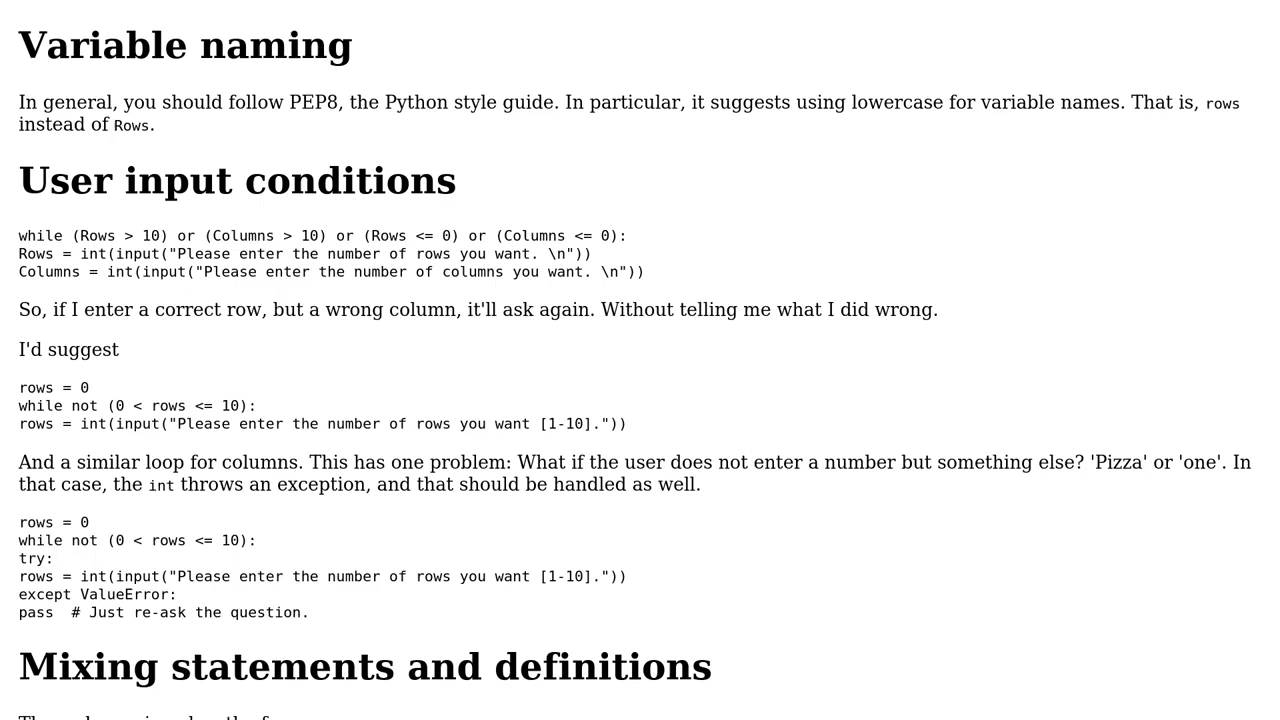 Variable naming
In general, you should follow PEP8, the Python style guide. In particular, it suggests using lowercase for variable names. That is, rows
instead of Rows.
User input conditions
while (Rows > 10) or (Columns > 10) or (Rows <= 0) or (Columns <= 0):
Rows = int(input("Please enter the number of rows you want. \n"))
Columns = int(input("Please enter the number of columns you want. \n"))
So, if I enter a correct row, but a wrong column, it'll ask again. Without telling me what I did wrong.
I'd suggest
rows = 0
while not (0 < rows <= 10):
rows = int(input("Please enter the number of rows you want [1-10]."))
And a similar loop for columns. This has one problem: What if the user does not enter a number but something else? 'Pizza' or 'one'. In
that case, the int throws an exception, and that should be handled as well.
rows = 0
while not (0 < rows <= 10):
try:
rows = int(input("Please enter the number of rows you want [1-10]."))
except ValueError:
pass  # Just re-ask the question.
Mixing statements and definitions